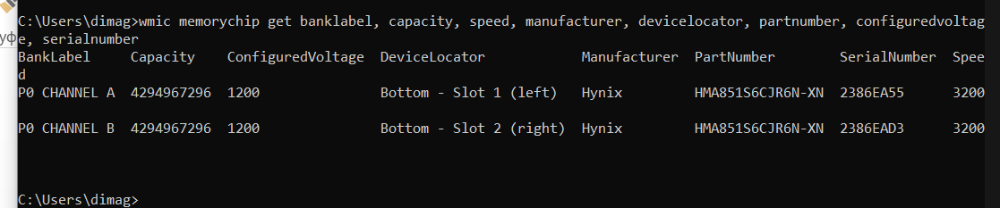 C:\Users\dimag>wmic memorychip get banklabel, capacity, speed, manufacturer, devicelocator, partnumber, configuredvoltag
e, serialnumber
BankLabel Capacity ConfiguredVoltage DeviceLocator Manufacturer PartNumber SerialNumber Spee
d
P0 CHANNEL A 4294967296 1200 Bottom - Slot 1 (left) Hynix HMA851S6CJR6N-XN 2386EA55 3200
P0 CHANNEL B 4294967296 1200 Bottom - Slot 2 (right) Hynix HMA851S6CJR6N-XN 2386EAD3 3200
C:\Users\dimag>